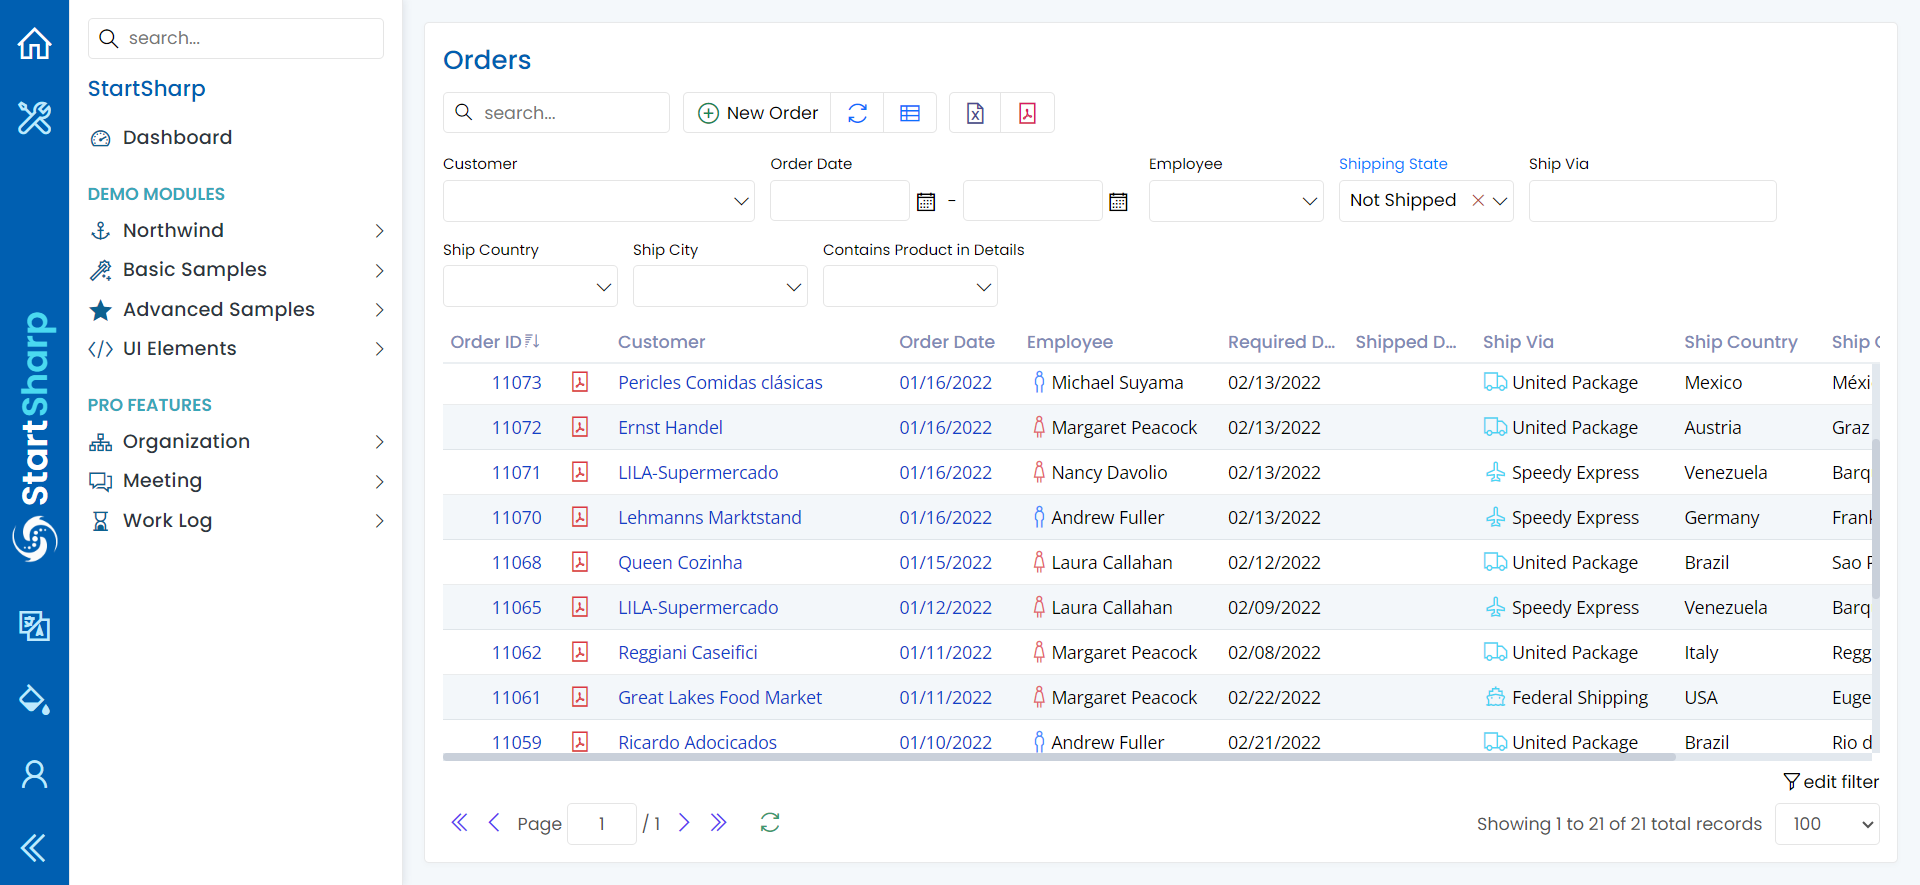 search...
StartSharp
Dashboard
DEMO MODULES
Northwind
Basic Samples
Advanced Samples
UI Elements
PRO FEATURES
Organization
Meeting
Work Log
StartSharp
Orders
search...
New Order
Customer
Order Date
Employee
Shipping State
Ship Via
-
Not Shipped
Ship Country
Ship City
Contains Product in Details
Order ID Customer Order Date Employee Required D... Shipped D... Ship Via Ship Country Ship C
11073 Pericles Comidas clásicas 01/16/2022 Michael Suyama 02/13/2022 United Package Mexico Méxi
11072 Ernst Handel 01/16/2022 Margaret Peacock 02/13/2022 United Package Austria Graz
11071 LILA-Supermercado 01/16/2022 Nancy Davolio 02/13/2022 Speedy Express Venezuela Barq
11070 Lehmanns Marktstand 01/16/2022 Andrew Fuller 02/13/2022 Speedy Express Germany Frank
11068 Queen Cozinha 01/15/2022 Laura Callahan 02/12/2022 United Package Brazil Sao P
11065 LILA-Supermercado 01/12/2022 Laura Callahan 02/09/2022 Speedy Express Venezuela Barq
11062 Reggiani Caseifici 01/11/2022 Margaret Peacock 02/08/2022 United Package Italy Regg
11061 Great Lakes Food Market 01/11/2022 Margaret Peacock 02/22/2022 Federal Shipping USA Euge
11059 Ricardo Adocicados 01/10/2022 Andrew Fuller 02/21/2022 United Package Brazil Rio d
edit filter
Page 1 / 1
Showing 1 to 21 of 21 total records 100